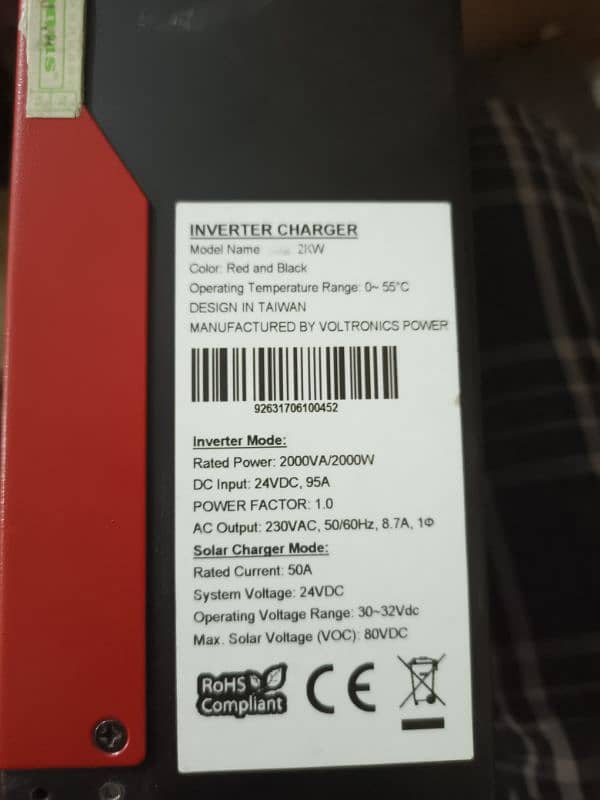 INVERTER CHARGER
Model Name 2KW
Color: Red and Black
Operating Temperature Range: 0~ 55°C
DESIGN IN TAIWAN
MANUFACTURED BY VOLTRONICS POWER
92631706100452
Inverter Mode:
Rated Power: 2000VA/2000W
DC Input: 24VDC, 95A
POWER FACTOR: 1.0
AC Output: 230VAC, 50/60Hz, 8.7A, 1Φ
Solar Charger Mode:
Rated Current: 50A
System Voltage: 24VDC
Operating Voltage Range: 30~32Vdc
Max. Solar Voltage (VOC): 80VDC
RoHS
Compliant
CE